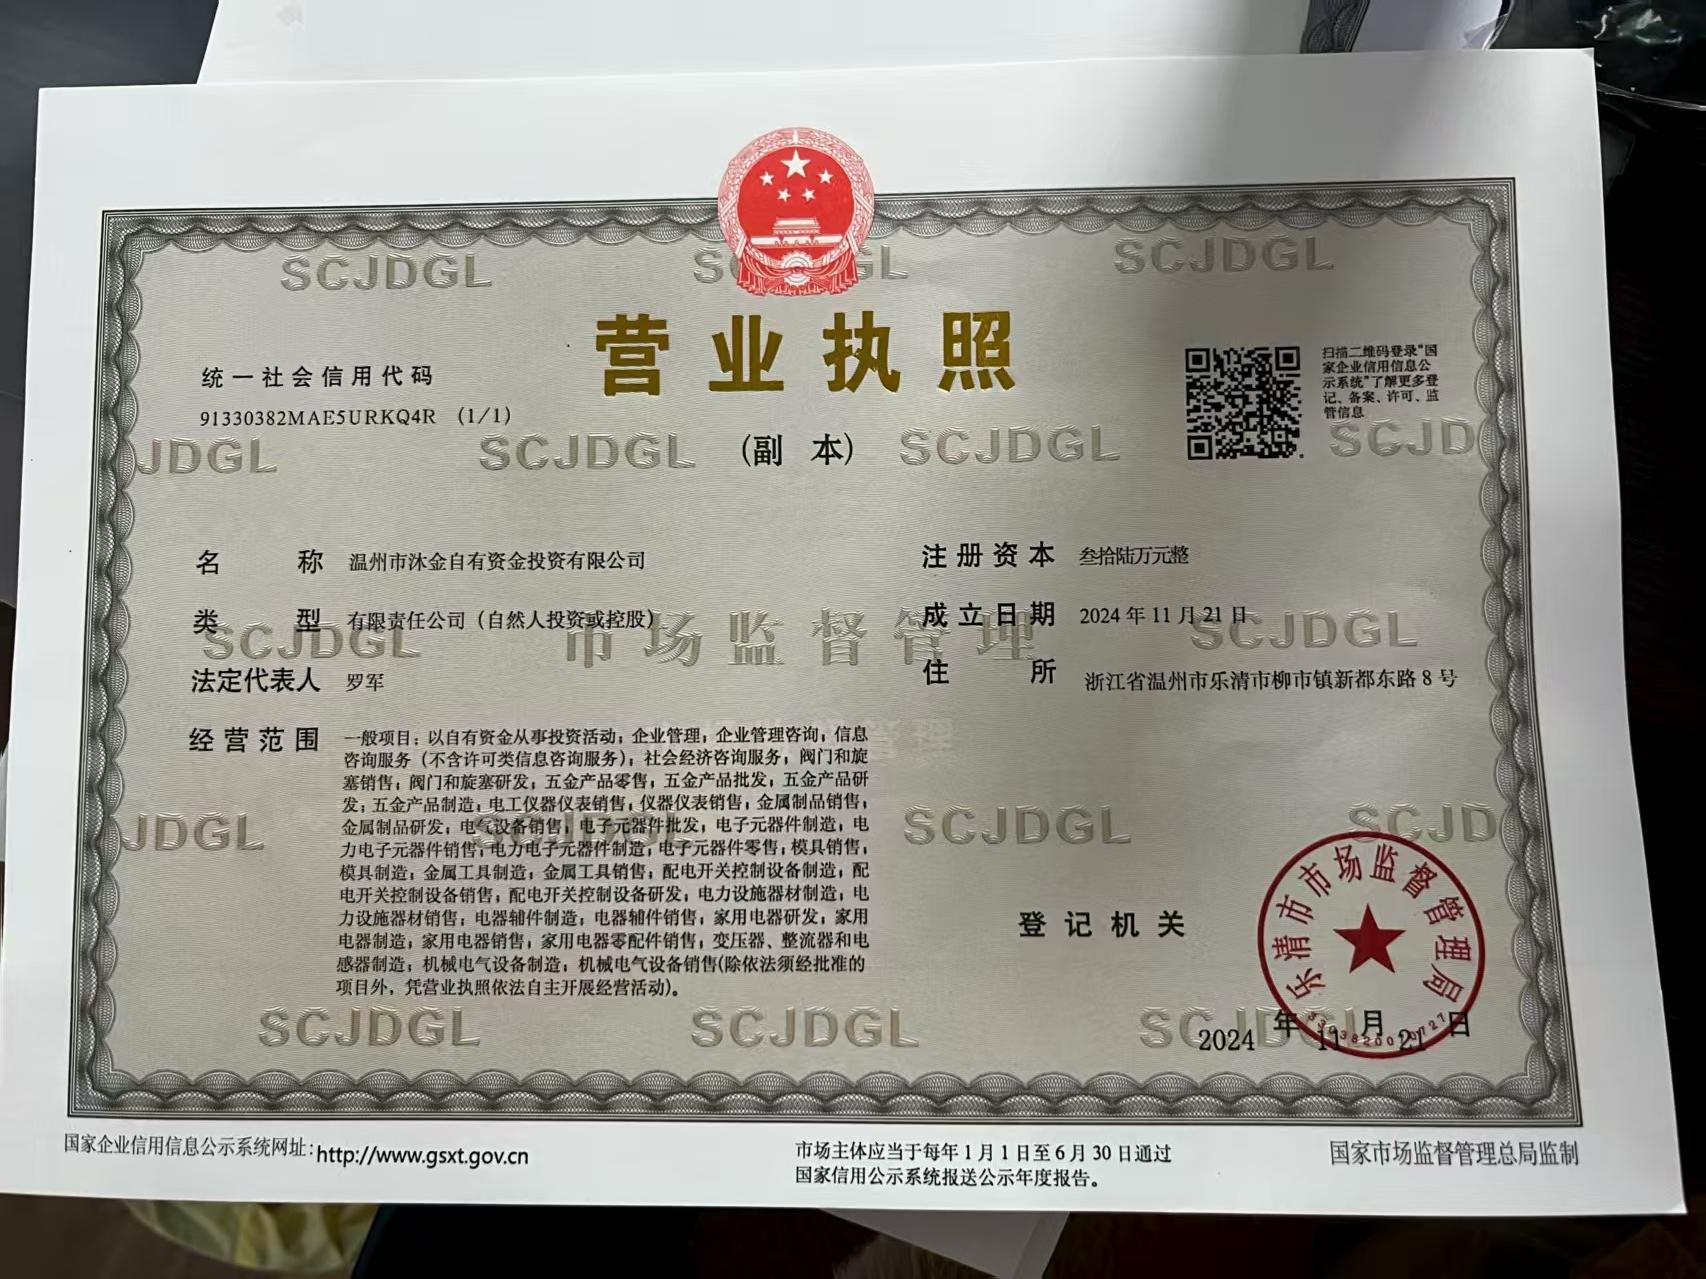 SCJDGL
SCJDGL
营业执照
(副 本)
统一社会信用代码
91330382MAE5URKQ4R (1/1)
扫描二维码登录“国
家企业信用信息公
示系统”了解更多登
记、备案、许可、监
管信息
JDGL
SCJDGL
SCJDGL
SCJD
名 称 温州市沐金自有资金投资有限公司
类 型 有限责任公司（自然人投资或控股）
法定代表人 罗军
经营范围 一般项目：以自有资金从事投资活动；企业管理；企业管理咨询；信息
咨询服务（不含许可类信息咨询服务）；社会经济咨询服务；阀门和旋
塞销售；阀门和旋塞研发；五金产品零售；五金产品批发；五金产品研
发；五金产品制造；电工仪器仪表销售；仪器仪表销售；金属制品销售；
金属制品研发；电气设备销售；电子元器件批发；电子元器件制造；电
力电子元器件销售；电力电子元器件制造；电子元器件零售；模具销售；
模具制造；金属工具制造；金属工具销售；配电开关控制设备制造；配
电开关控制设备销售；配电开关控制设备研发；电力设施器材制造；电
力设施器材销售；电器辅件制造；电器辅件销售；家用电器研发；家用
电器制造；家用电器销售；家用电器零配件销售；变压器、整流器和电
感器制造；机械电气设备制造；机械电气设备销售(除依法须经批准的
项目外，凭营业执照依法自主开展经营活动)。
注册资本 叁拾陆万元整
成立日期 2024年11月21日
住 所 浙江省温州市乐清市柳市镇新都东路8号
SCJDGL
市场监督管理
SCJDGL
JDGL
SCJDGL
SCJD
登记机关
乐清市市场监督管理局
2024 年 11 月 21 日
SCJDGL
SCJDGL
SCJDGL
国家企业信用信息公示系统网址：http://www.gsxt.gov.cn
市场主体应当于每年1月1日至6月30日通过
国家信用公示系统报送公示年度报告。
国家市场监督管理总局监制